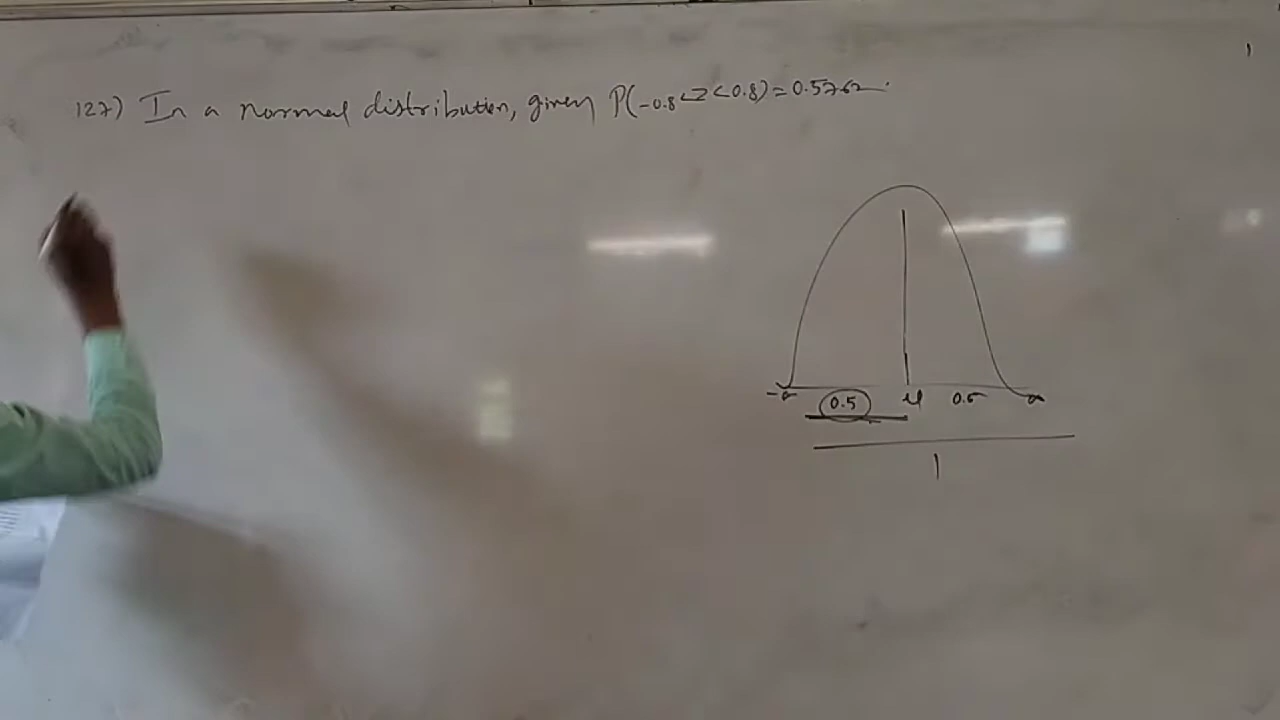 127) In a normal distribution, given P(-0.8<Z<0.8)=0.5762.
-∞ 0.5 μ 0.5 ∞
1